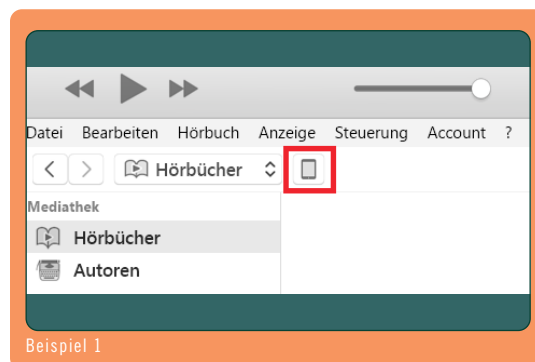 Datei Bearbeiten Hörbuch Anzeige Steuerung Account ?
Hörbücher
Mediathek
Hörbücher
Autoren
Beispiel 1